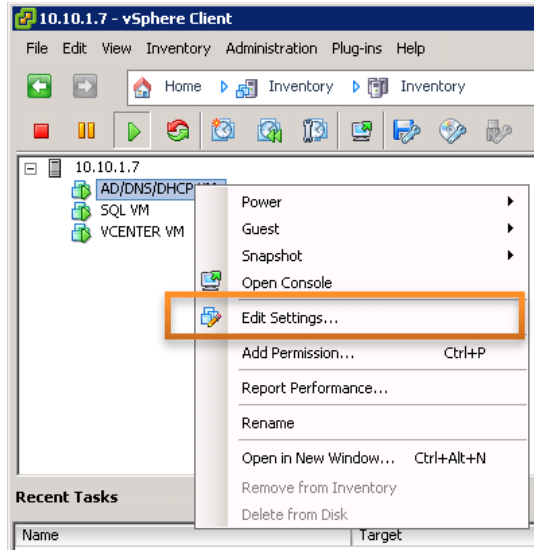 10.10.1.7 - vSphere Client
File Edit View Inventory Administration Plug-ins Help
Home Inventory Inventory
10.10.1.7
AD/DNS/DHCP VM
SQL VM
VCENTER VM
Power
Guest
Snapshot
Open Console
Edit Settings...
Add Permission... Ctrl+P
Report Performance...
Rename
Open in New Window... Ctrl+Alt+N
Remove from Inventory
Delete from Disk
Recent Tasks
Name Target